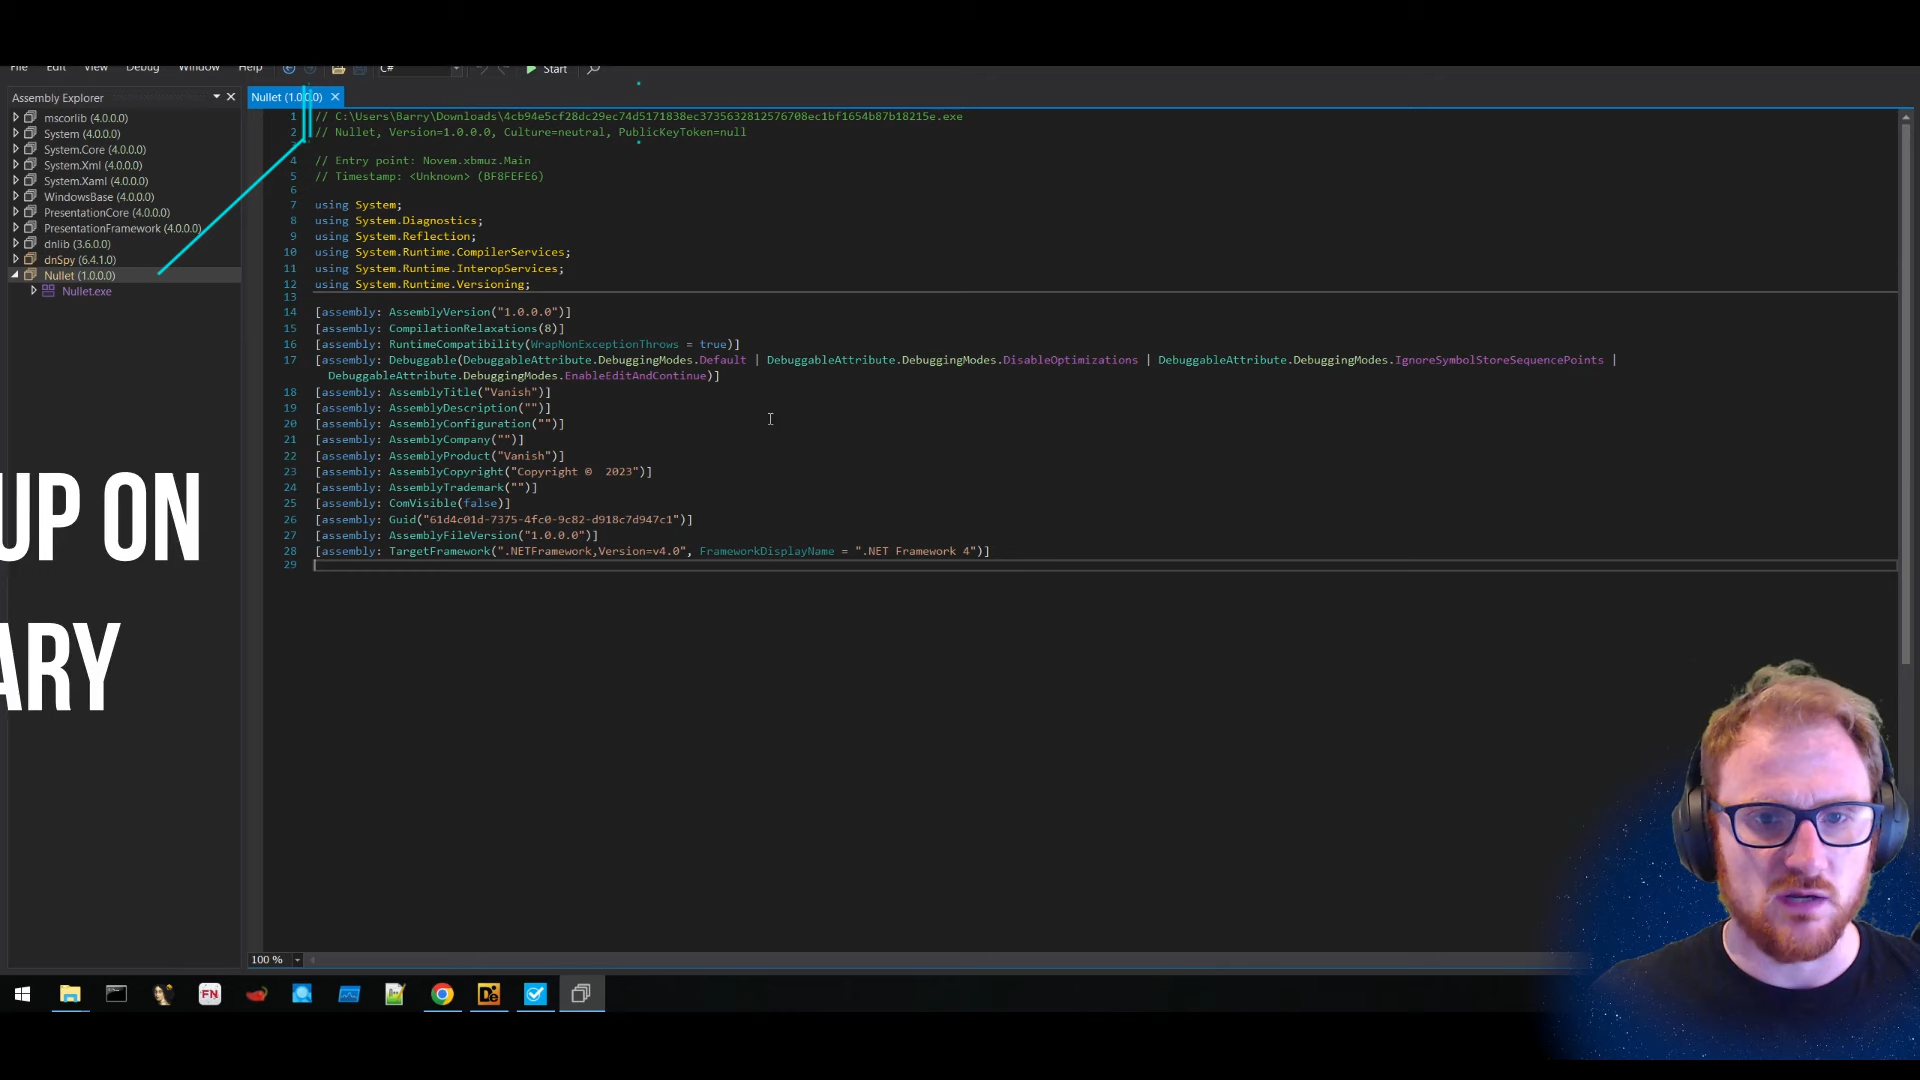 File Edit View Debug Window Help C# Start
Assembly Explorer
mscorlib (4.0.0.0)
System (4.0.0.0)
System.Core (4.0.0.0)
System.Xml (4.0.0.0)
System.Xaml (4.0.0.0)
WindowsBase (4.0.0.0)
PresentationCore (4.0.0.0)
PresentationFramework (4.0.0.0)
dnlib (3.6.0.0)
dnSpy (6.4.1.0)
Nullet (1.0.0.0)
Nullet.exe
UP ON
ARY
Nullet (1.0.0.0)
1 // C:\Users\Barry\Downloads\4cb94e5cf28dc29ec74d5171838ec3735632812576708ec1bf1654b87b18215e.exe
2 // Nullet, Version=1.0.0.0, Culture=neutral, PublicKeyToken=null
4 // Entry point: Novem.xbmuz.Main
5 // Timestamp: <Unknown> (BF8FEFE6)
6
7 using System;
8 using System.Diagnostics;
9 using System.Reflection;
10 using System.Runtime.CompilerServices;
11 using System.Runtime.InteropServices;
12 using System.Runtime.Versioning;
13
14 [assembly: AssemblyVersion("1.0.0.0")]
15 [assembly: CompilationRelaxations(8)]
16 [assembly: RuntimeCompatibility(WrapNonExceptionThrows = true)]
17 [assembly: Debuggable(DebuggableAttribute.DebuggingModes.Default | DebuggableAttribute.DebuggingModes.DisableOptimizations | DebuggableAttribute.DebuggingModes.IgnoreSymbolStoreSequencePoints |
DebuggableAttribute.DebuggingModes.EnableEditAndContinue)]
18 [assembly: AssemblyTitle("Vanish")]
19 [assembly: AssemblyDescription("")]
20 [assembly: AssemblyConfiguration("")]
21 [assembly: AssemblyCompany("")]
22 [assembly: AssemblyProduct("Vanish")]
23 [assembly: AssemblyCopyright("Copyright ©  2023")]
24 [assembly: AssemblyTrademark("")]
25 [assembly: ComVisible(false)]
26 [assembly: Guid("61d4c01d-7375-4fc0-9c82-d918c7d947c1")]
27 [assembly: AssemblyFileVersion("1.0.0.0")]
28 [assembly: TargetFramework(".NETFramework,Version=v4.0", FrameworkDisplayName = ".NET Framework 4")]
29
100 %
FN
De